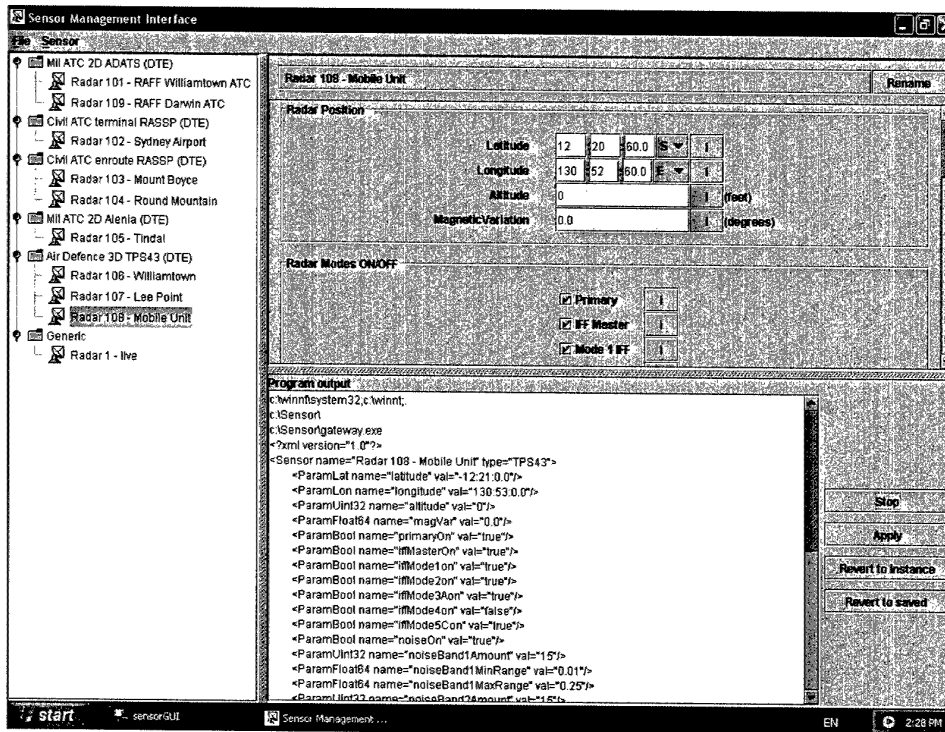 Sensor Management Interface
File Sensor
Mil ATC 2D ADATS (DTE)
Radar 101 - RAFF Williamtown ATC
Radar 109 - RAFF Darwin ATC
Civil ATC terminal RASSP (DTE)
Radar 102 - Sydney Airport
Civil ATC enroute RASSP (DTE)
Radar 103 - Mount Boyce
Radar 104 - Round Mountain
Mil ATC 2D Alenia (DTE)
Radar 105 - Tindal
Air Defence 3D TPS43 (DTE)
Radar 106 - Williamtown
Radar 107 - Lee Point
Radar 108 - Mobile Unit
Generic
Radar 1 - live
Radar 108 - Mobile Unit Rename
Radar Position
Latitude 12 20 60.0 S I
Longitude 130 52 60.0 E I
Altitude 0 I (feet)
Magnetic Variation 0.0 I (degrees)
Radar Modes ON/OFF
Primary I
IFF Master I
Mode 1 IFF I
Program output
c:\winnt\system32;c:\winnt;.
c:\Sensor\
c:\Sensor\gateway.exe
<?xml version="1.0"?>
<Sensor name="Radar 108 - Mobile Unit" type="TPS43">
<ParamLat name="latitude" val="-12:21:0.0"/>
<ParamLon name="longitude" val="130:53:0.0"/>
<ParamUint32 name="altitude" val="0"/>
<ParamFloat64 name="magVar" val="0.0"/>
<ParamBool name="primaryOn" val="true"/>
<ParamBool name="iffMasterOn" val="true"/>
<ParamBool name="iffMode1on" val="true"/>
<ParamBool name="iffMode2on" val="true"/>
<ParamBool name="iffMode3Aon" val="true"/>
<ParamBool name="iffMode4on" val="false"/>
<ParamBool name="iffMode5Con" val="true"/>
<ParamBool name="noiseOn" val="true"/>
<ParamUint32 name="noiseBand1Amount" val="15"/>
<ParamFloat64 name="noiseBand1MinRange" val="0.01"/>
<ParamFloat64 name="noiseBand1MaxRange" val="0.25"/>
<ParamUint32 name="noiseBand2Amount" val="15"/>
Stop
Apply
Revert to Instance
Revert to saved
start sensorGUI Sensor Management ... EN 2:28 PM